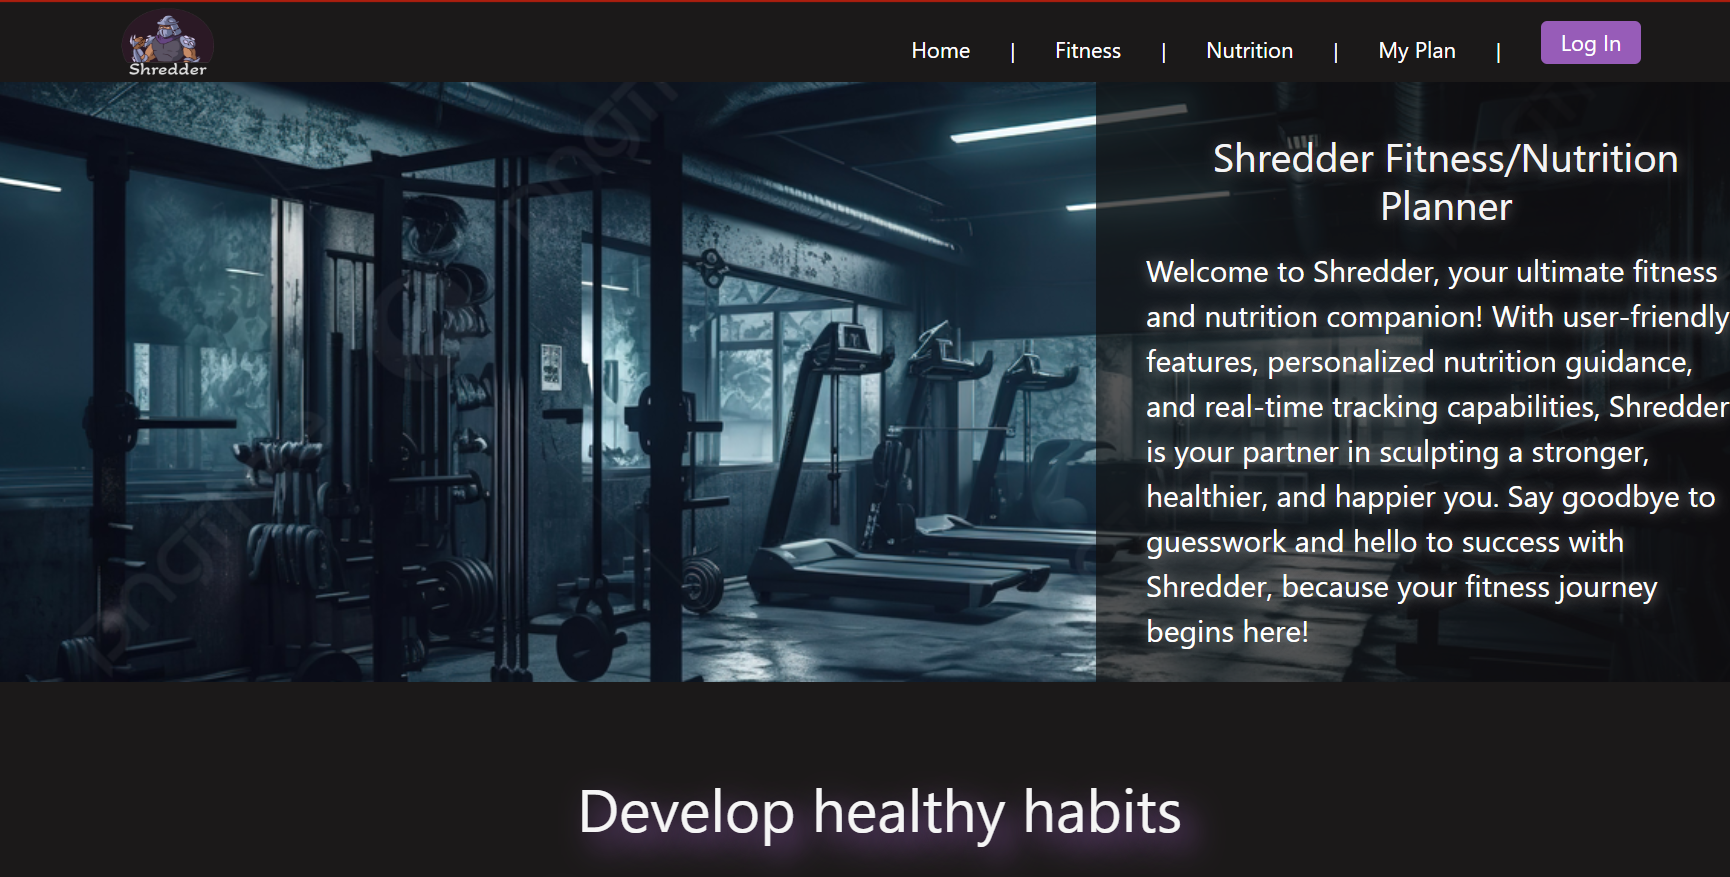 Shredder
Home | Fitness | Nutrition | My Plan | Log In
Shredder Fitness/Nutrition
Planner
Welcome to Shredder, your ultimate fitness
and nutrition companion! With user-friendly
features, personalized nutrition guidance,
and real-time tracking capabilities, Shredder
is your partner in sculpting a stronger,
healthier, and happier you. Say goodbye to
guesswork and hello to success with
Shredder, because your fitness journey
begins here!
Develop healthy habits